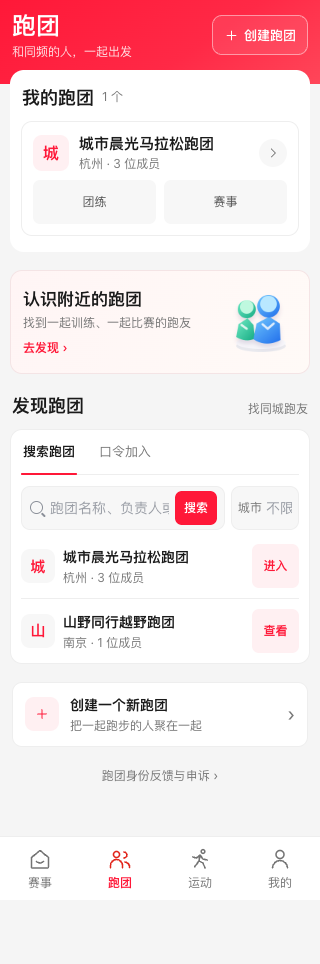 跑团
和同频的人，一起出发
＋ 创建跑团
我的跑团 1 个
城
城市晨光马拉松跑团
杭州 · 3 位成员
团练
赛事
认识附近的跑团
找到一起训练、一起比赛的跑友
去发现 ›
发现跑团
找同城跑友
搜索跑团
口令加入
跑团名称、负责人或
搜索
城市 不限
城
城市晨光马拉松跑团
杭州 · 3 位成员
进入
山
山野同行越野跑团
南京 · 1 位成员
查看
＋
创建一个新跑团
把一起跑步的人聚在一起
›
跑团身份反馈与申诉 ›
赛事
跑团
运动
我的